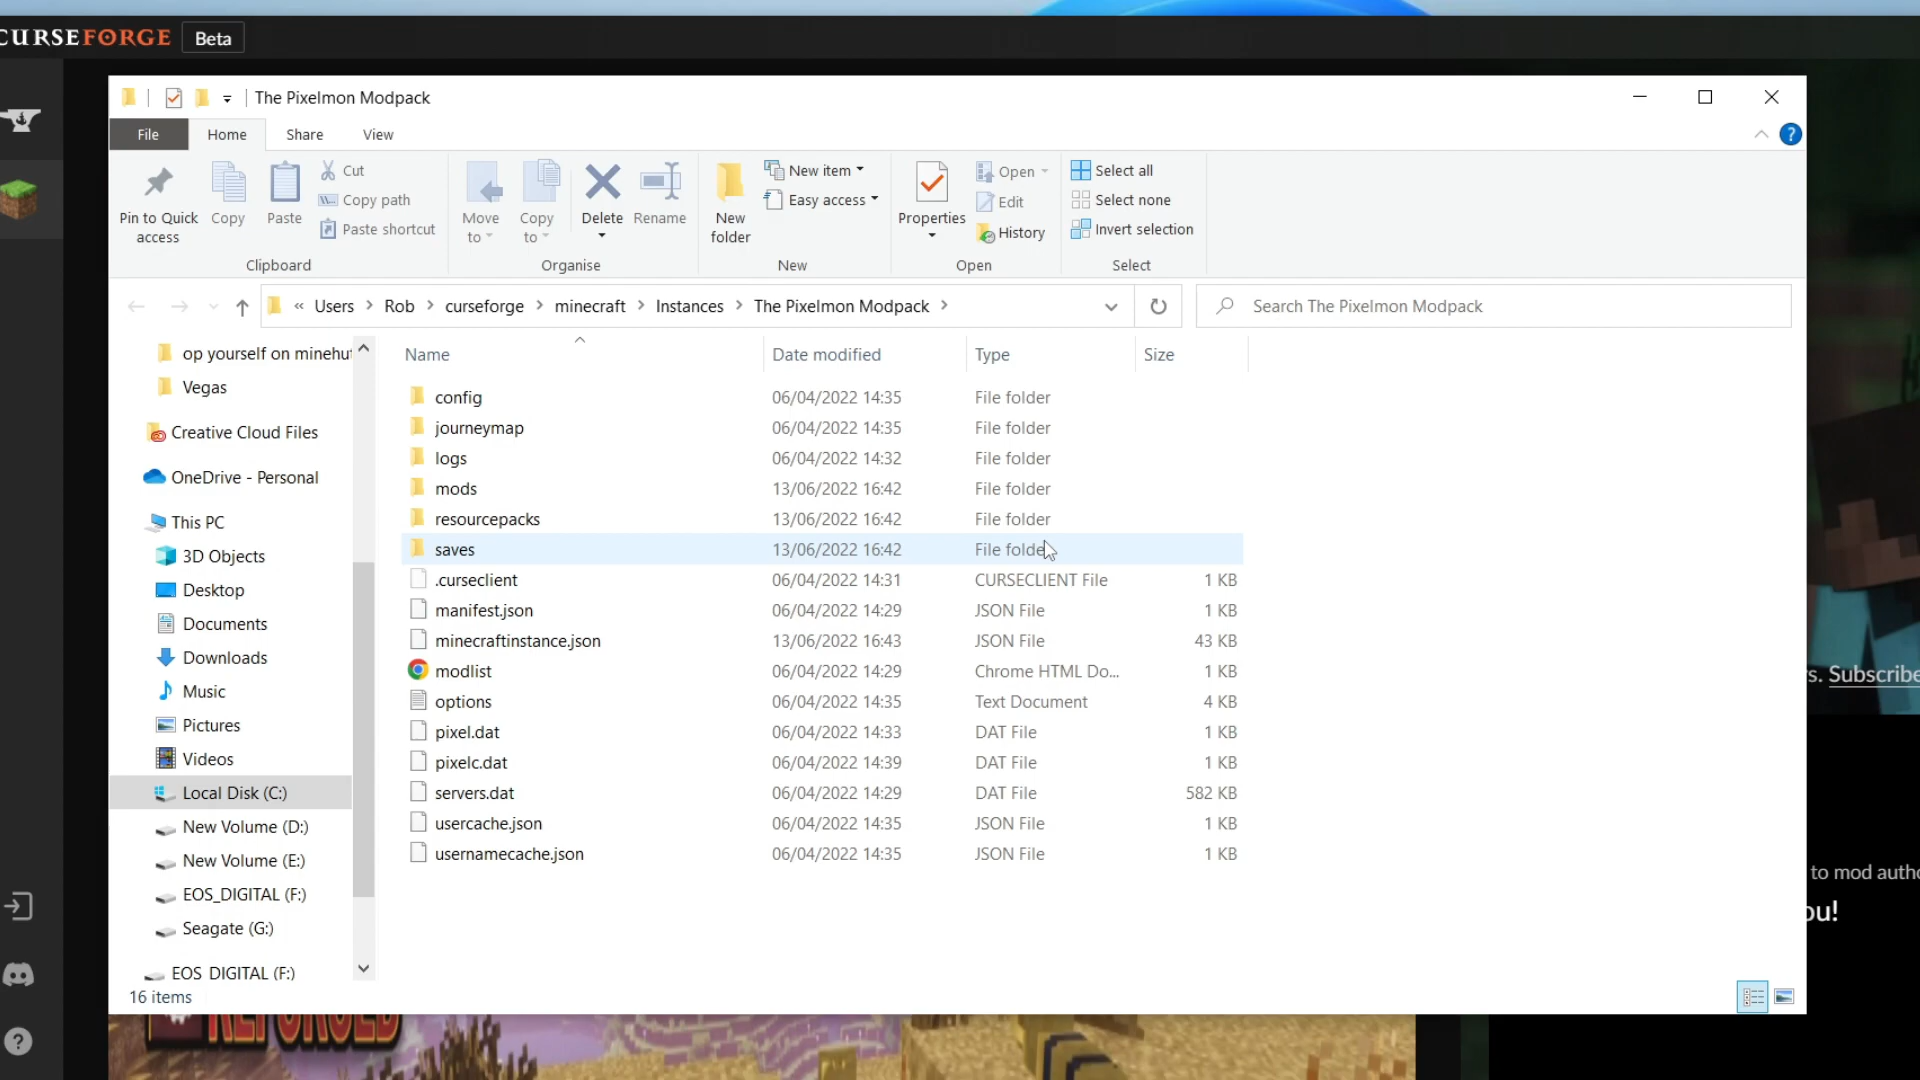 CURSEFORGE Beta
The Pixelmon Modpack
File Home Share View
Pin to Quick access
Copy
Paste
Cut
Copy path
Paste shortcut
Clipboard
Move to
Copy to
Delete
Rename
Organise
New folder
New item
Easy access
New
Properties
Open
Edit
History
Open
Select all
Select none
Invert selection
Select
« Users > Rob > curseforge > minecraft > Instances > The Pixelmon Modpack >
Search The Pixelmon Modpack
op yourself on minehut
Vegas
Creative Cloud Files
OneDrive - Personal
This PC
3D Objects
Desktop
Documents
Downloads
Music
Pictures
Videos
Local Disk (C:)
New Volume (D:)
New Volume (E:)
EOS_DIGITAL (F:)
Seagate (G:)
EOS DIGITAL (F:)
Name Date modified Type Size
config 06/04/2022 14:35 File folder
journeymap 06/04/2022 14:35 File folder
logs 06/04/2022 14:32 File folder
mods 13/06/2022 16:42 File folder
resourcepacks 13/06/2022 16:42 File folder
saves 13/06/2022 16:42 File folder
.curseclient 06/04/2022 14:31 CURSECLIENT File 1 KB
manifest.json 06/04/2022 14:29 JSON File 1 KB
minecraftinstance.json 13/06/2022 16:43 JSON File 43 KB
modlist 06/04/2022 14:29 Chrome HTML Do... 1 KB
options 06/04/2022 14:35 Text Document 4 KB
pixel.dat 06/04/2022 14:33 DAT File 1 KB
pixelc.dat 06/04/2022 14:39 DAT File 1 KB
servers.dat 06/04/2022 14:29 DAT File 582 KB
usercache.json 06/04/2022 14:35 JSON File 1 KB
usernamecache.json 06/04/2022 14:35 JSON File 1 KB
16 items
s. Subscribe
to mod autho
ou!
REFORGED